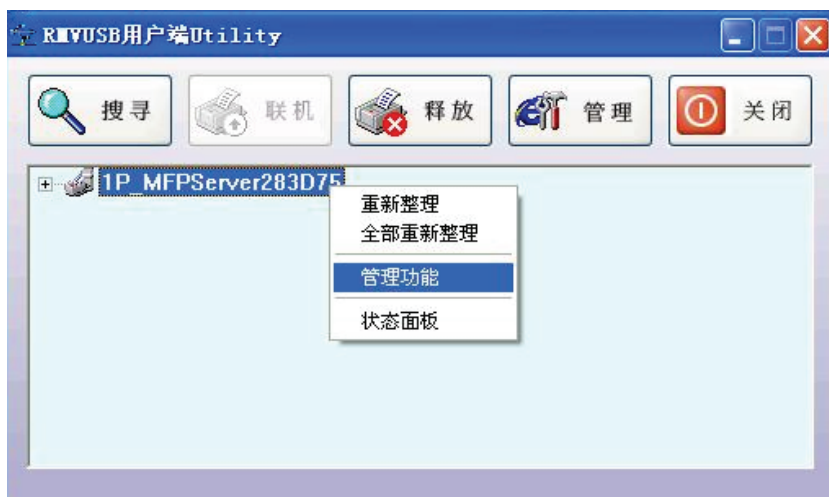 RMVUSB用户端Utility
搜寻 联机 释放 管理 关闭
1P_MFPServer283D75
重新整理
全部重新整理
管理功能
状态面板